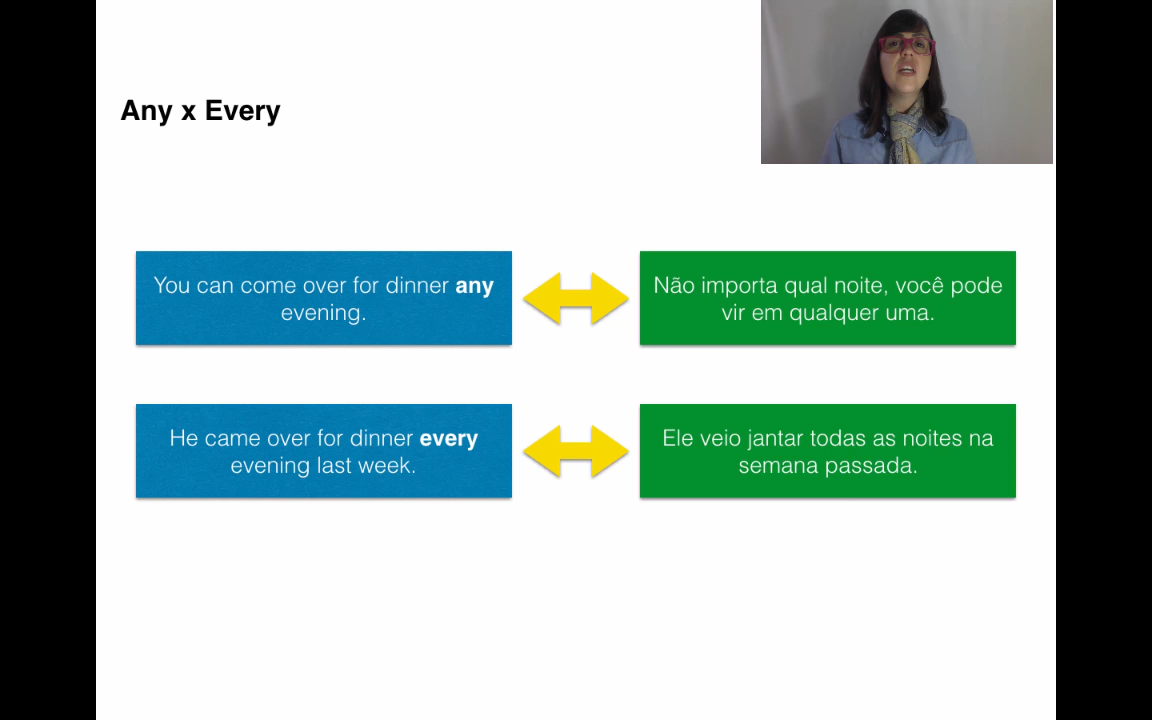 Any x Every
You can come over for dinner any
evening.
Não importa qual noite, você pode
vir em qualquer uma.
He came over for dinner every
evening last week.
Ele veio jantar todas as noites na
semana passada.